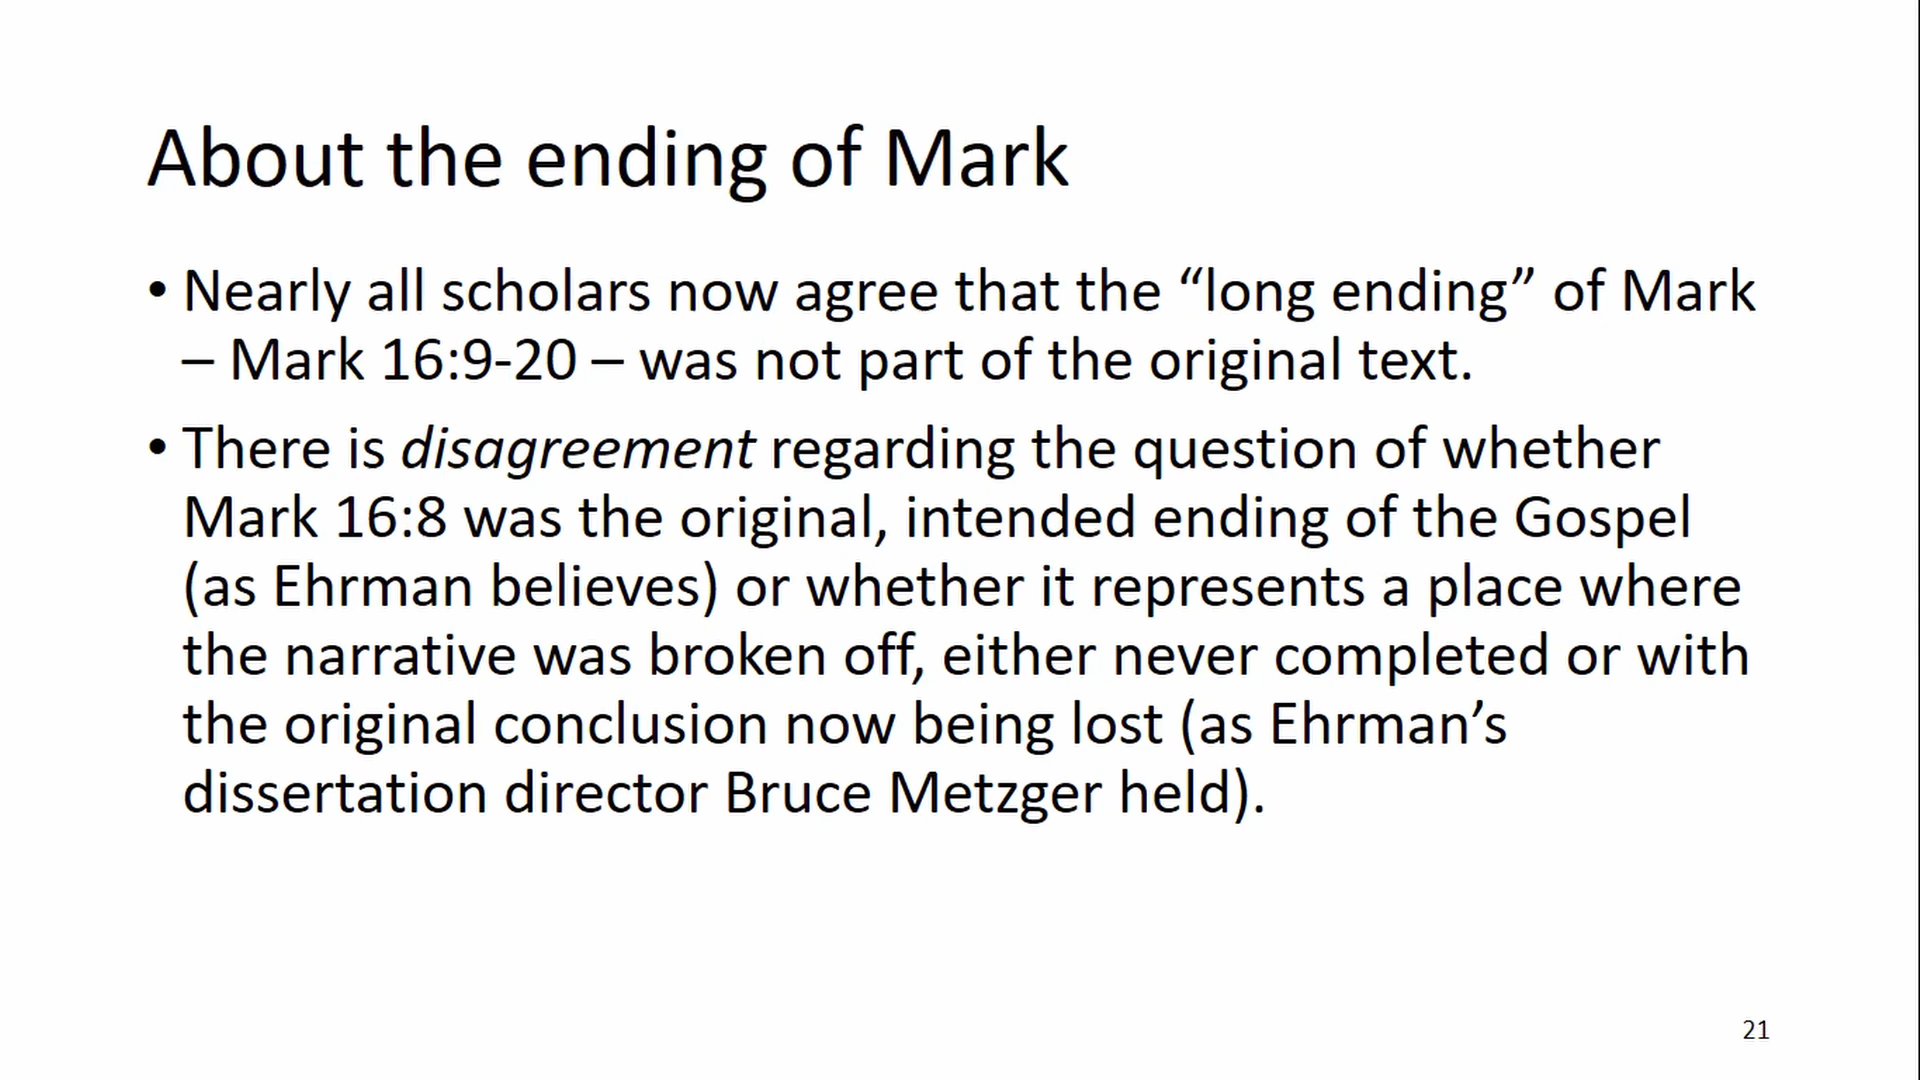 About the ending of Mark
• Nearly all scholars now agree that the “long ending” of Mark
– Mark 16:9-20 – was not part of the original text.
• There is disagreement regarding the question of whether
Mark 16:8 was the original, intended ending of the Gospel
(as Ehrman believes) or whether it represents a place where
the narrative was broken off, either never completed or with
the original conclusion now being lost (as Ehrman’s
dissertation director Bruce Metzger held).
21